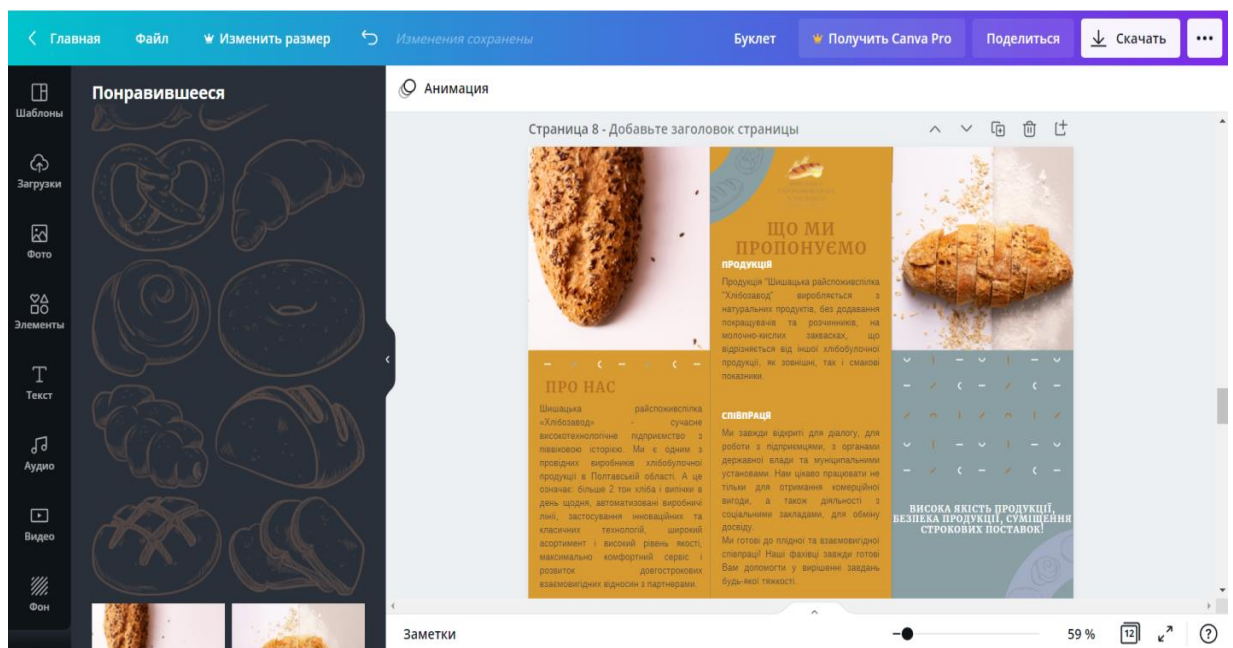 Главная Файл Изменить размер Изменения сохранены Буклет Получить Canva Pro Поделиться Скачать
Шаблоны
Загрузки
Фото
Элементы
Текст
Аудио
Видео
Фон
Понравившееся
Анимация
Страница 8 - Добавьте заголовок страницы
ПРО НАС
Шишацька райспоживспілка
«Хлібозавод» - сучасне
високотехнологічне підприємство з
піввіковою історією. Ми є одним з
провідних виробників хлібобулочної
продукції в Полтавській області. А це
означає: більше 2 тон хліба і випічки в
день щодня, автоматизовані виробничі
лінії, застосування інноваційних та
класичних технологій, широкий
асортимент і високий рівень якості,
максимально комфортний сервіс і
розвиток довгострокових
взаємовигідних відносин з партнерами.
ЩО МИ
ПРОПОНУЄМО
ПРОДУКЦІЯ
Продукція "Шишацька райспоживспілка
"Хлібозавод" виробляється з
натуральних продуктів, без додавання
покращувачів та розчинників, на
молочно-кислих заквасках, що
відрізняється від іншої хлібобулочної
продукції, як зовнішні, так і смакові
показники.
СПІВПРАЦЯ
Ми завжди відкриті для діалогу, для
роботи з підприємцями, з органами
державної влади та муніципальними
установами. Нам цікаво працювати не
тільки для отримання комерційної
вигоди, а також діяльності з
соціальними закладами, для обміну
досвіду.
Ми готові до плідної та взаємовигідної
співпраці! Наші фахівці завжди готові
Вам допомогти у вирішенні завдань
будь-якої тяжкості.
ВИСОКА ЯКІСТЬ ПРОДУКЦІЇ,
БЕЗПЕКА ПРОДУКЦІЇ, СУМІЩЕННЯ
СТРОКОВИХ ПОСТАВОК!
Заметки 59 % 12 ?